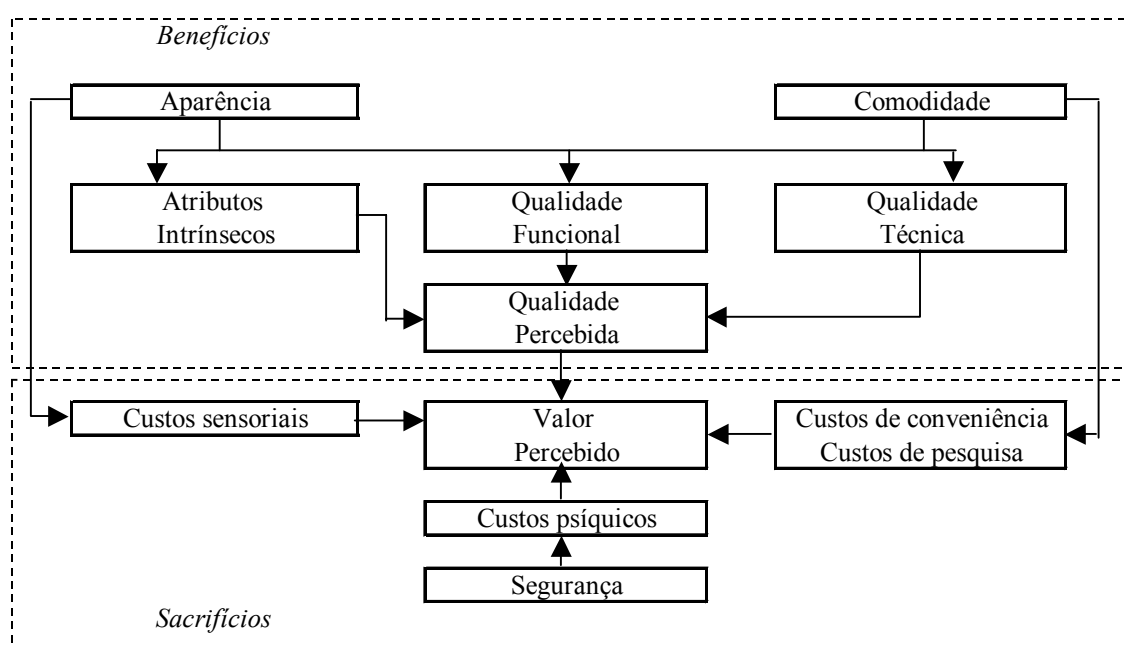 Benefícios
Aparência
Comodidade
Atributos
Intrínsecos
Qualidade
Funcional
Qualidade
Técnica
Qualidade
Percebida
Custos sensoriais
Valor
Percebido
Custos de conveniência
Custos de pesquisa
Custos psíquicos
Segurança
Sacrifícios